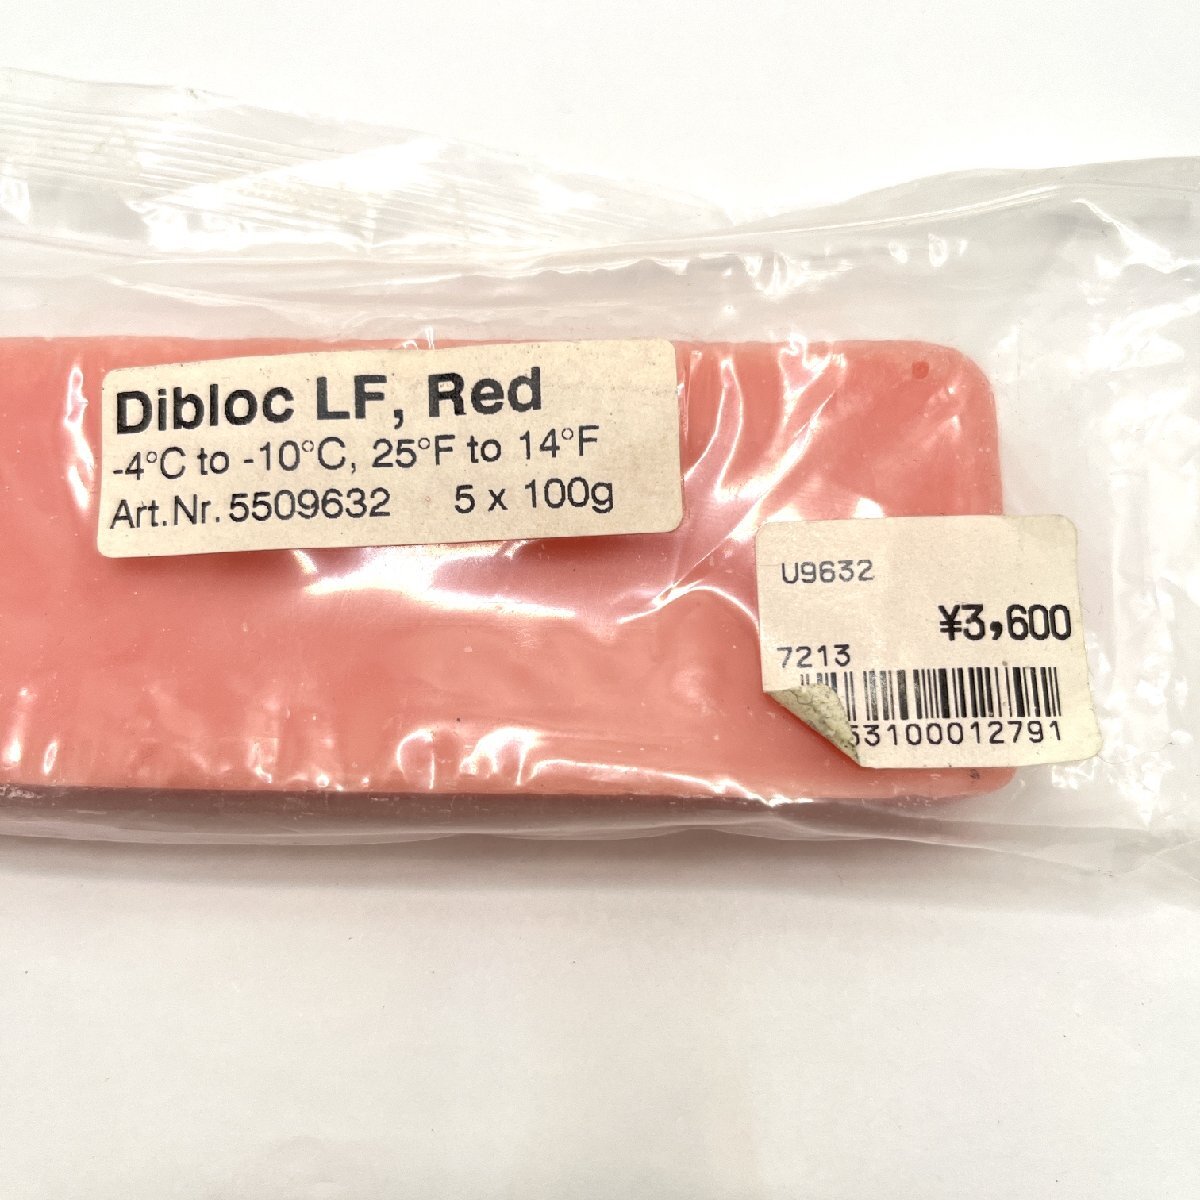 Dibloc LF, Red
-4°C to -10°C, 25°F to 14°F
Art.Nr. 5509632 5 x 100g
U9632
¥3,600
7213
53100012791